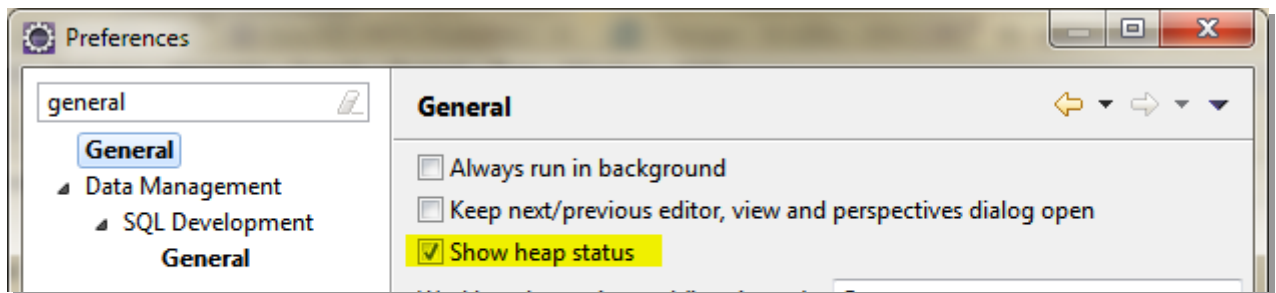 Preferences
general
General
Data Management
SQL Development
General
General
Always run in background
Keep next/previous editor, view and perspectives dialog open
Show heap status